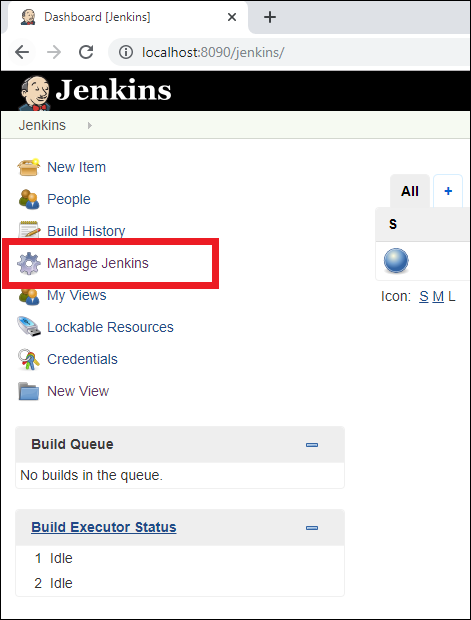 Dashboard [Jenkins]
localhost:8090/jenkins/
Jenkins
Jenkins
New Item
People
Build History
Manage Jenkins
My Views
Lockable Resources
Credentials
New View
All +
S
Icon: S M L
Build Queue
No builds in the queue.
Build Executor Status
1 Idle
2 Idle